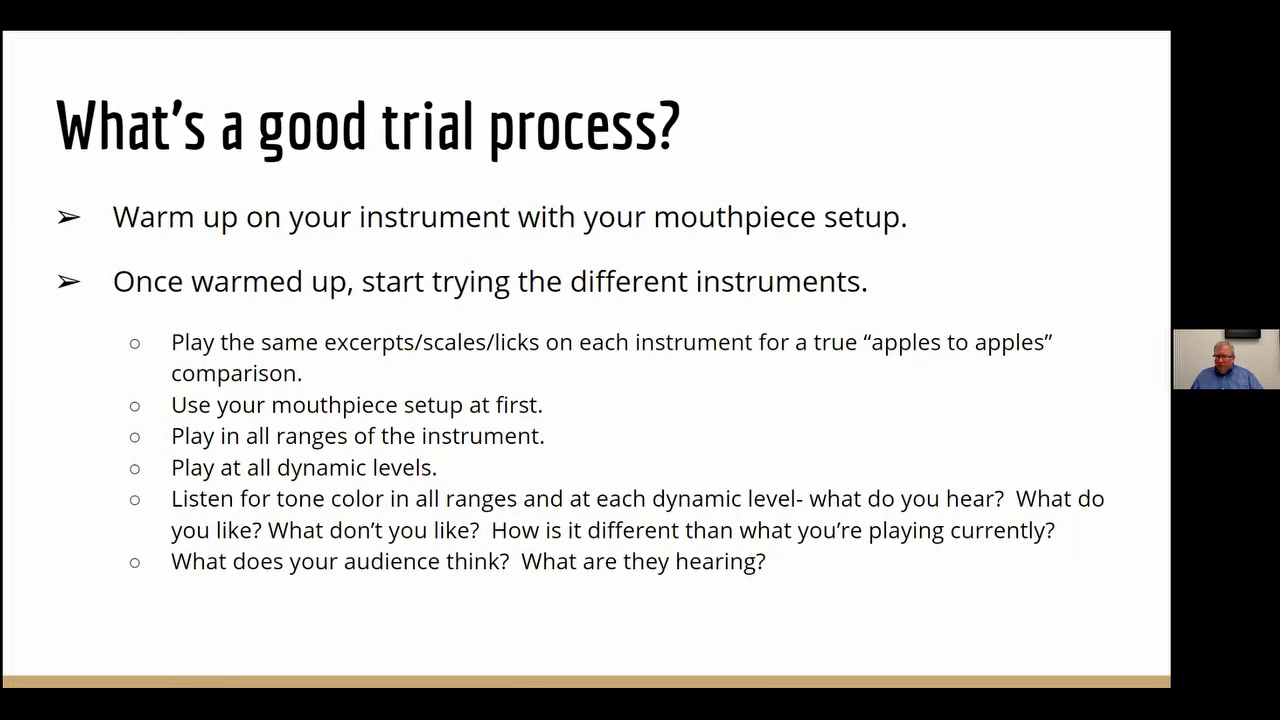 What's a good trial process?
➢ Warm up on your instrument with your mouthpiece setup.
➢ Once warmed up, start trying the different instruments.
○ Play the same excerpts/scales/licks on each instrument for a true “apples to apples”
comparison.
○ Use your mouthpiece setup at first.
○ Play in all ranges of the instrument.
○ Play at all dynamic levels.
○ Listen for tone color in all ranges and at each dynamic level- what do you hear?  What do
you like? What don’t you like?  How is it different than what you’re playing currently?
○ What does your audience think?  What are they hearing?